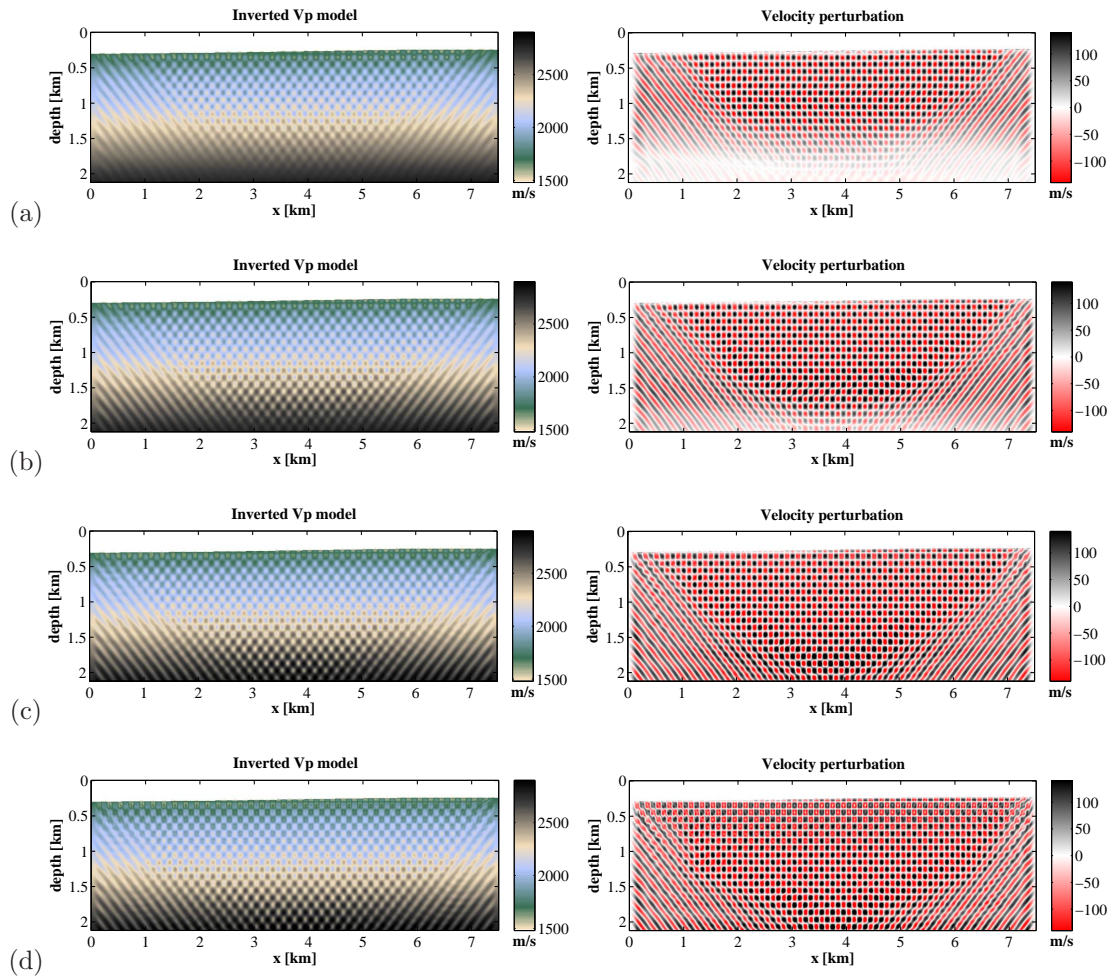 Inverted Vp model
Velocity perturbation
0
0.5
1
1.5
2
depth [km]
0 1 2 3 4 5 6 7
x [km]
2500
2000
1500
m/s
0
0.5
1
1.5
2
depth [km]
0 1 2 3 4 5 6 7
x [km]
100
50
0
−50
−100
m/s
(a)
Inverted Vp model
Velocity perturbation
0
0.5
1
1.5
2
depth [km]
0 1 2 3 4 5 6 7
x [km]
2500
2000
1500
m/s
0
0.5
1
1.5
2
depth [km]
0 1 2 3 4 5 6 7
x [km]
100
50
0
−50
−100
m/s
(b)
Inverted Vp model
Velocity perturbation
0
0.5
1
1.5
2
depth [km]
0 1 2 3 4 5 6 7
x [km]
2500
2000
1500
m/s
0
0.5
1
1.5
2
depth [km]
0 1 2 3 4 5 6 7
x [km]
100
50
0
−50
−100
m/s
(c)
Inverted Vp model
Velocity perturbation
0
0.5
1
1.5
2
depth [km]
0 1 2 3 4 5 6 7
x [km]
2500
2000
1500
m/s
0
0.5
1
1.5
2
depth [km]
0 1 2 3 4 5 6 7
x [km]
100
50
0
−50
−100
m/s
(d)